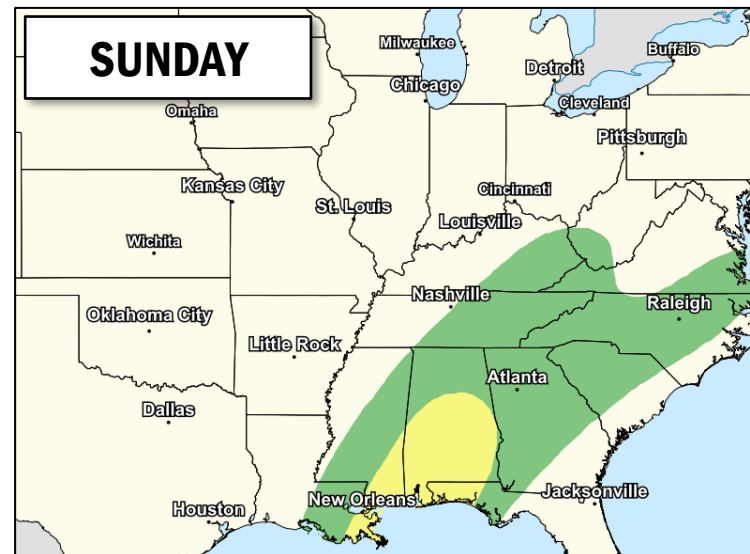 SUNDAY
Milwaukee
Buffalo
Detroit
Chicago
Cleveland
Omaha
Pittsburgh
Kansas City
Cincinnati
St. Louis
Louisville
Wichita
Nashville
Raleigh
Oklahoma City
Little Rock
Atlanta
Dallas
New Orleans
Jacksonville
Houston